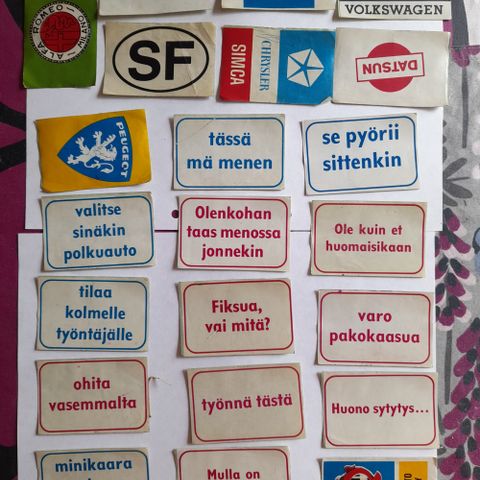 VOLKSWAGEN
ALFA ROMEO
MILANO
SF
SIMCA
CHRYSLER
DATSUN
PEUGEOT
tässä
mä menen
se pyörii
sittenkin
valitse
sinäkin
polkuauto
Olenkohan
taas menossa
jonnekin
Ole kuin et
huomaisikaan
tilaa
kolmelle
työntäjälle
Fiksua,
vai mitä?
varo
pakokaasua
ohita
vasemmalta
työnnä tästä
Huono sytytys...
minikaara
Mulla on